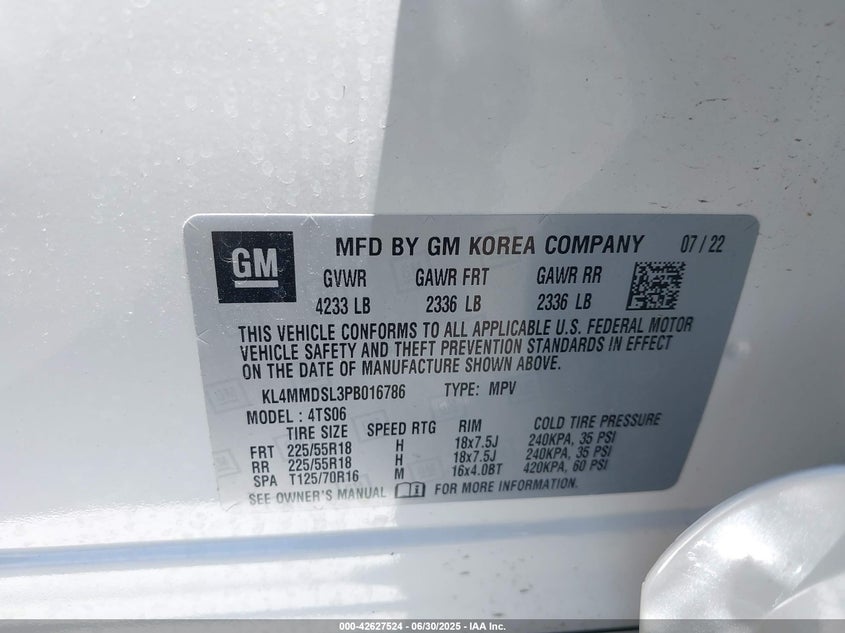 GM
MFD BY GM KOREA COMPANY 07/22
GVWR GAWR FRT GAWR RR
4233 LB 2336 LB 2336 LB
THIS VEHICLE CONFORMS TO ALL APPLICABLE U.S. FEDERAL MOTOR
VEHICLE SAFETY AND THEFT PREVENTION STANDARDS IN EFFECT
ON THE DATE OF MANUFACTURE SHOWN ABOVE.
KL4MMDSL3PB016786 TYPE: MPV
MODEL: 4TS06
TIRE SIZE SPEED RTG RIM COLD TIRE PRESSURE
FRT 225/55R18 H 18x7.5J 240KPA, 35 PSI
RR 225/55R18 H 18x7.5J 240KPA, 35 PSI
SPA T125/70R16 M 16x4.0BT 420KPA, 60 PSI
SEE OWNER'S MANUAL FOR MORE INFORMATION.
000-42627524 - 06/30/2025 - IAA Inc.